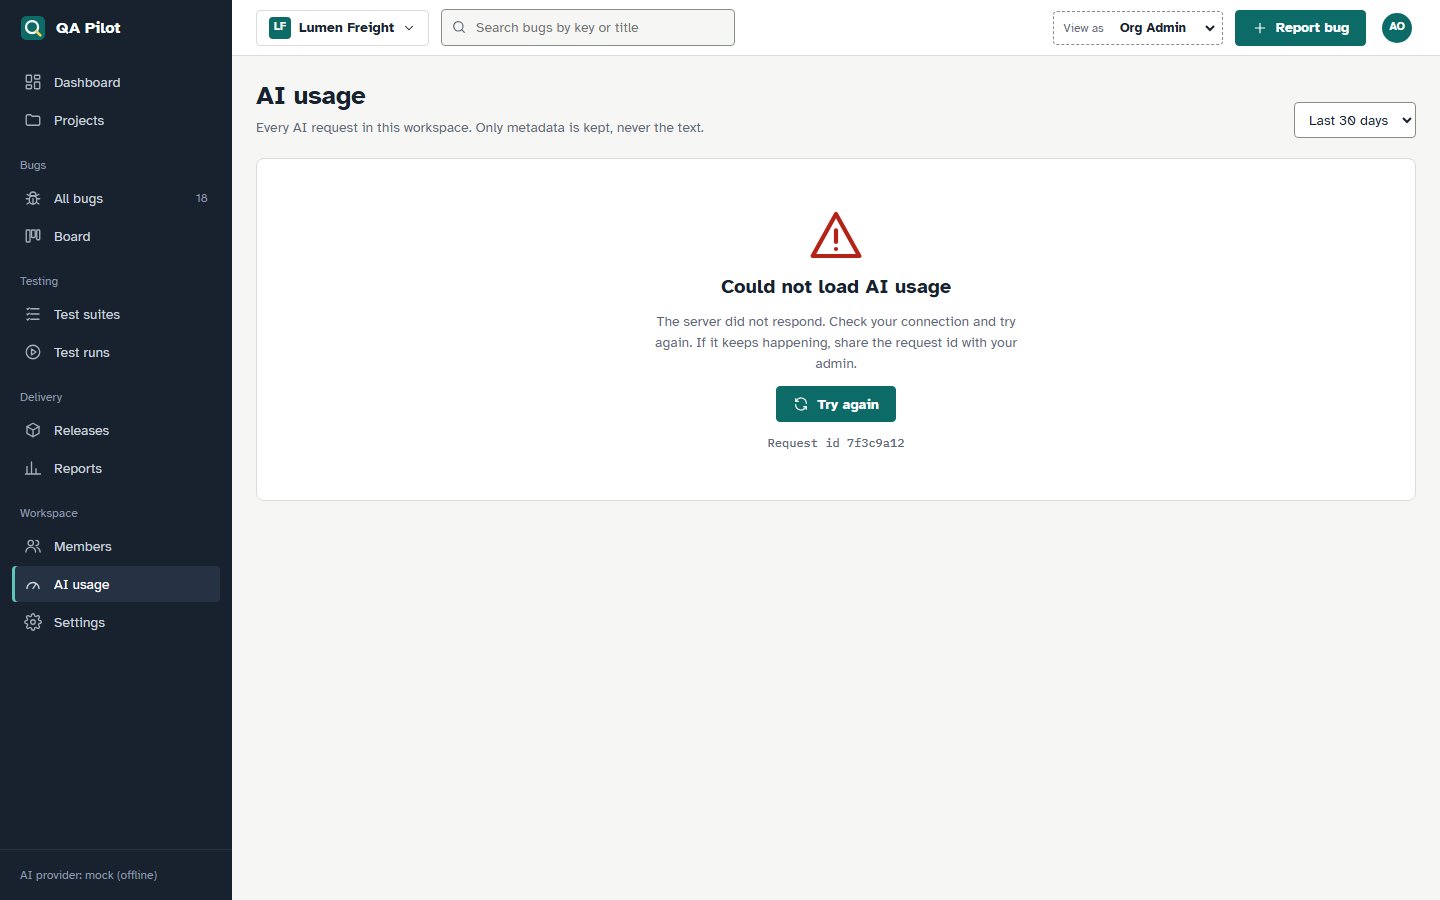 QA Pilot
Dashboard
Projects
Bugs
All bugs 18
Board
Testing
Test suites
Test runs
Delivery
Releases
Reports
Workspace
Members
AI usage
Settings
AI provider: mock (offline)
LF Lumen Freight
Search bugs by key or title
View as Org Admin
Report bug
AO
AI usage
Every AI request in this workspace. Only metadata is kept, never the text.
Last 30 days
Could not load AI usage
The server did not respond. Check your connection and try
again. If it keeps happening, share the request id with your
admin.
Try again
Request id 7f3c9a12